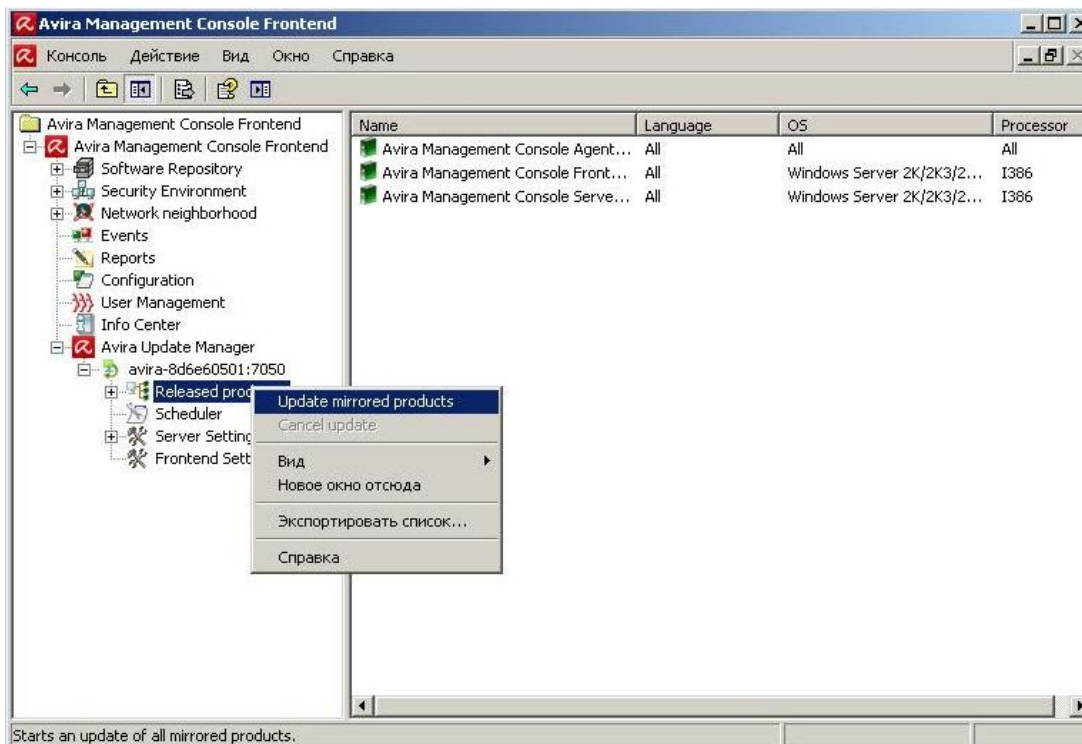 Avira Management Console Frontend
Консоль Действие Вид Окно Справка
Avira Management Console Frontend
Avira Management Console Frontend
Software Repository
Security Environment
Network neighborhood
Events
Reports
Configuration
User Management
Info Center
Avira Update Manager
avira-8d6e60501:7050
Released prod
Scheduler
Server Setting
Frontend Sett
Name Language OS Processor
Avira Management Console Agent... All All All
Avira Management Console Front... All Windows Server 2K/2K3/2... I386
Avira Management Console Serve... All Windows Server 2K/2K3/2... I386
Update mirrored products
Cancel update
Вид
Новое окно отсюда
Экспортировать список...
Справка
Starts an update of all mirrored products.